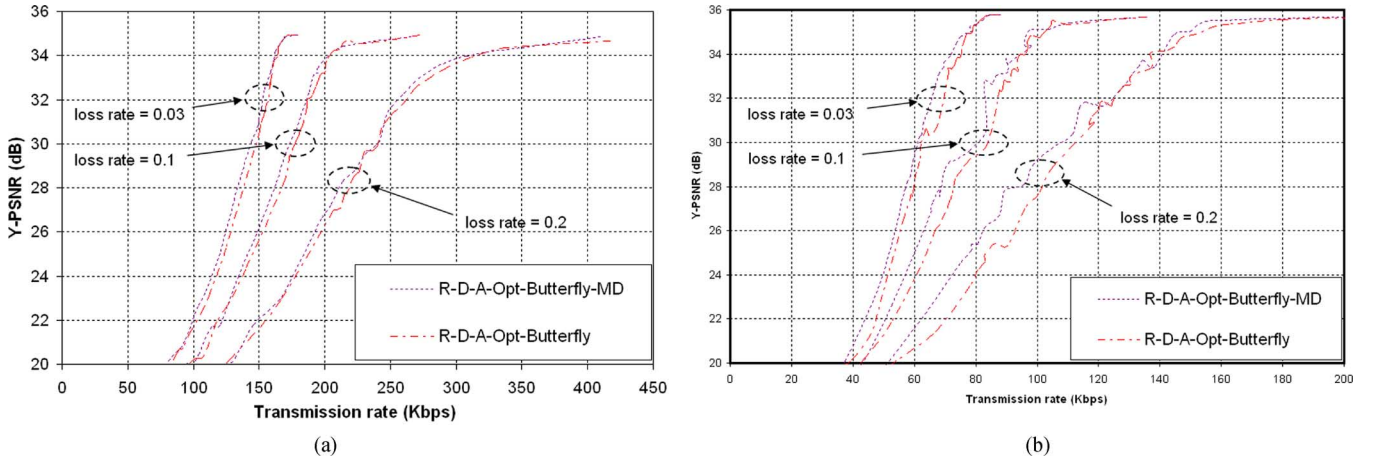 36
34
32
30
28
26
24
22
20
Y-PSNR (dB)
loss rate = 0.03
loss rate = 0.1
loss rate = 0.2
R-D-A-Opt-Butterfly-MD
R-D-A-Opt-Butterfly
0 50 100 150 200 250 300 350 400 450
Transmission rate (Kbps)
(a)
36
34
32
30
28
26
24
22
20
Y-PSNR (dB)
loss rate = 0.03
loss rate = 0.1
loss rate = 0.2
R-D-A-Opt-Butterfly-MD
R-D-A-Opt-Butterfly
0 20 40 60 80 100 120 140 160 180 200
Transmission rate (Kbps)
(b)